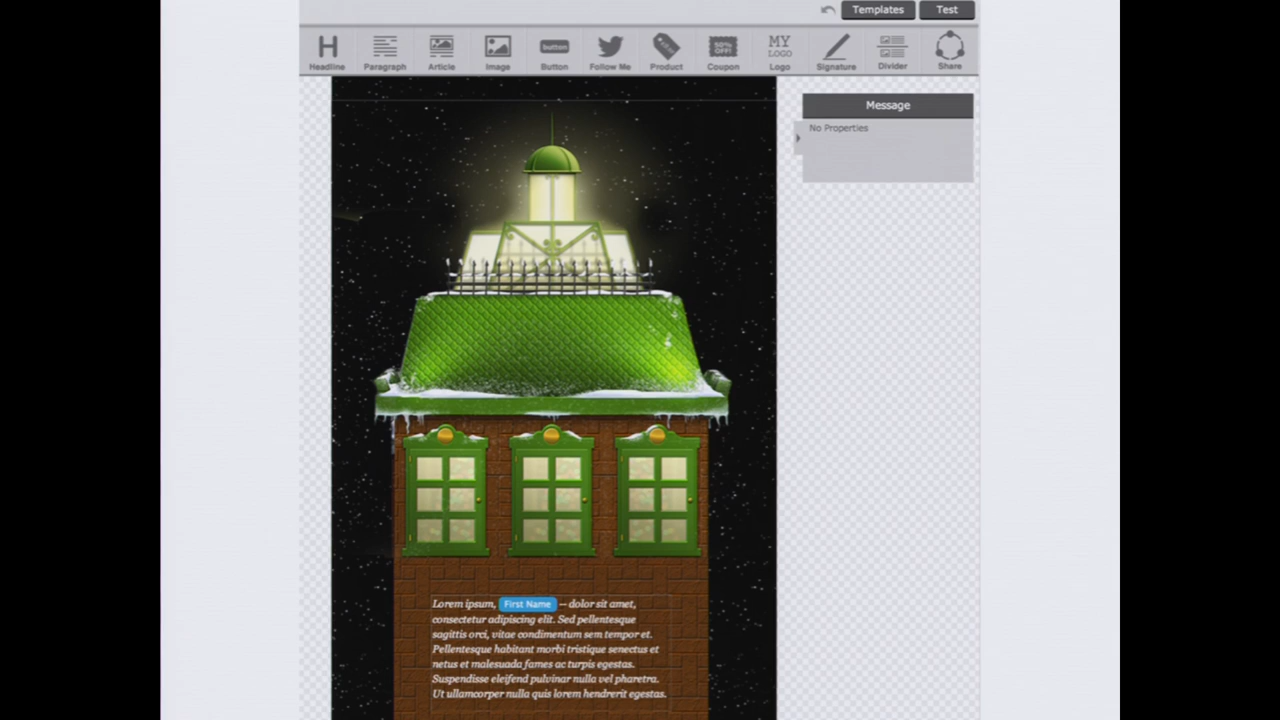 Templates Test
50% OFF! MY LOGO
button
Headline Paragraph Article Image Button Follow Me Product Coupon Logo Signature Divider Share
Message
No Properties
Lorem ipsum, First Name – dolor sit amet,
consectetur adipiscing elit. Sed pellentesque
sagittis orci, vitae condimentum sem tempor et.
Pellentesque habitant morbi tristique senectus et
netus et malesuada fames ac turpis egestas.
Suspendisse eleifend pulvinar nulla vel pharetra.
Ut ullamcorper nulla quis lorem hendrerit egestas.